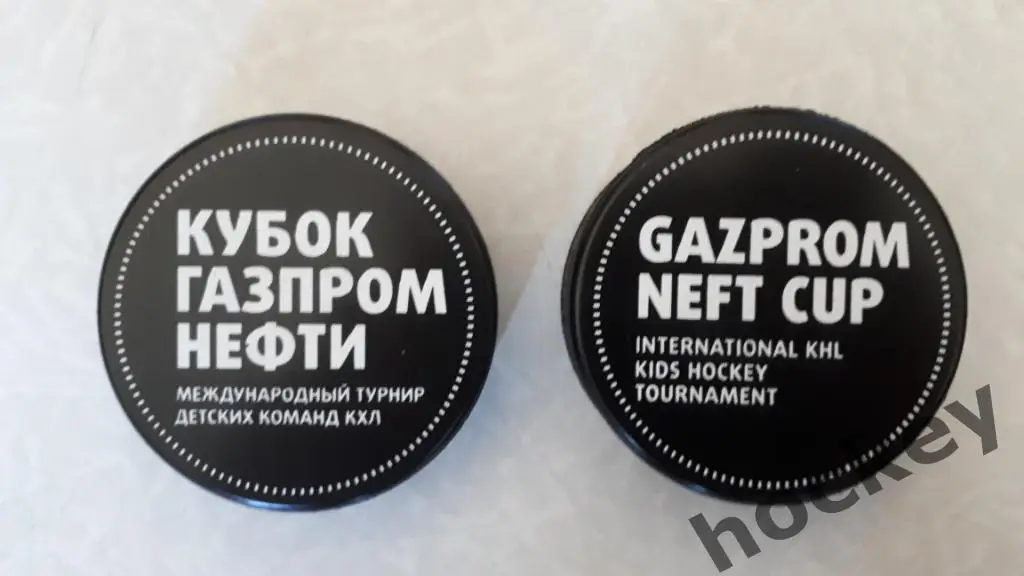 КУБОК
ГАЗПРОМ
НЕФТИ
МЕЖДУНАРОДНЫЙ ТУРНИР
ДЕТСКИХ КОМАНД КХЛ
GAZPROM
NEFT CUP
INTERNATIONAL KHL
KIDS HOCKEY
TOURNAMENT
hockey